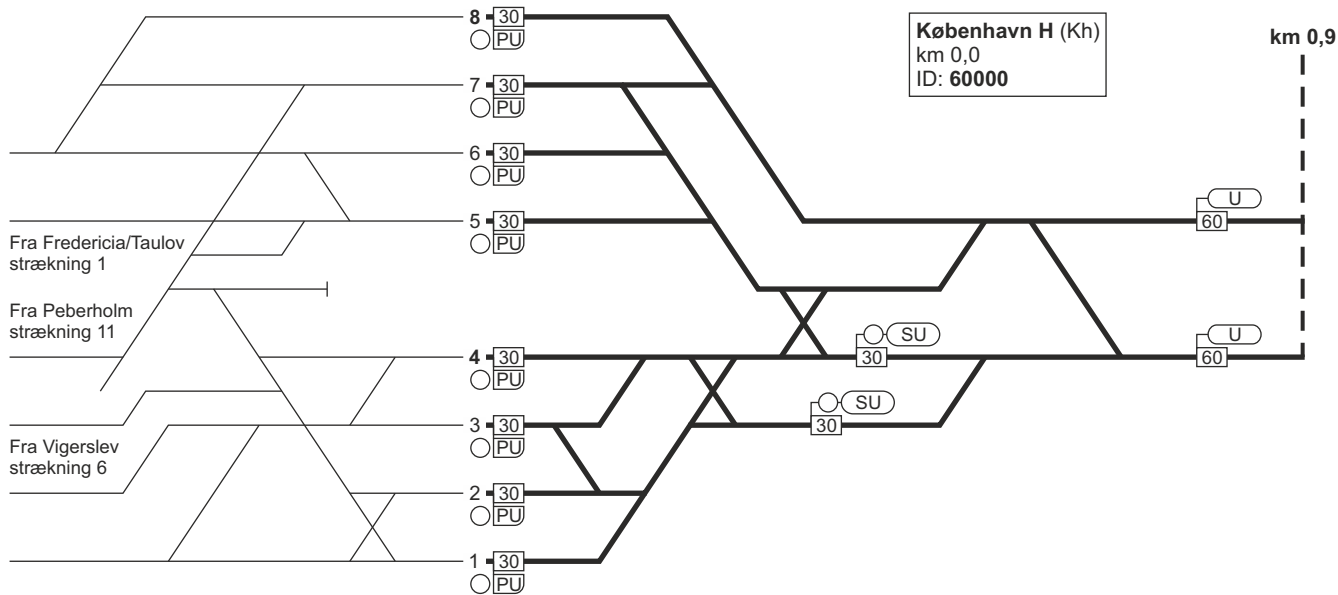 8 30
PU
København H (Kh)
km 0,0
ID: 60000
km 0,9
7 30
PU
6 30
PU
U
60
5 30
PU
Fra Fredericia/Taulov
strækning 1
Fra Peberholm
strækning 11
SU
30
U
60
4 30
PU
SU
30
3 30
PU
Fra Vigerslev
strækning 6
2 30
PU
1 30
PU